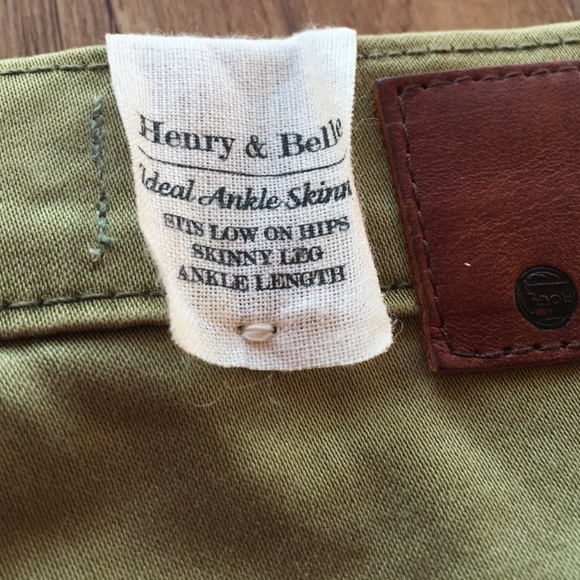 Henry & Belle
Ideal Ankle Skinn
SITS LOW ON HIPS
SKINNY LEG
ANKLE LENGTH